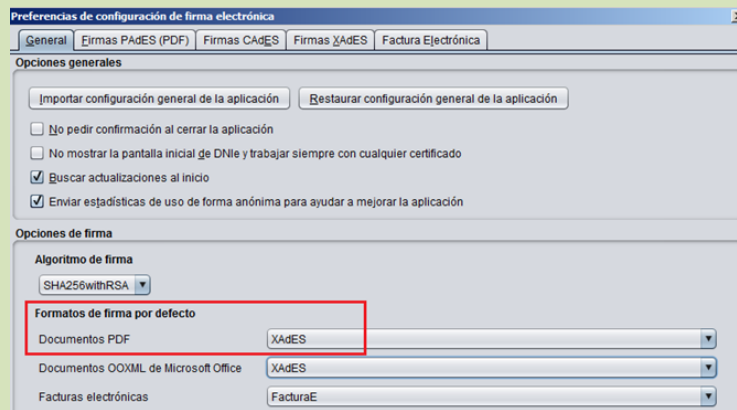 Preferencias de configuración de firma electrónica
General Firmas PAdES (PDF) Firmas CAdES Firmas XAdES Factura Electrónica
Opciones generales
Importar configuración general de la aplicación Restaurar configuración general de la aplicación
No pedir confirmación al cerrar la aplicación
No mostrar la pantalla inicial de DNIe y trabajar siempre con cualquier certificado
Buscar actualizaciones al inicio
Enviar estadísticas de uso de forma anónima para ayudar a mejorar la aplicación
Opciones de firma
Algoritmo de firma
SHA256withRSA
Formatos de firma por defecto
Documentos PDF XAdES
Documentos OOXML de Microsoft Office XAdES
Facturas electrónicas FacturaE